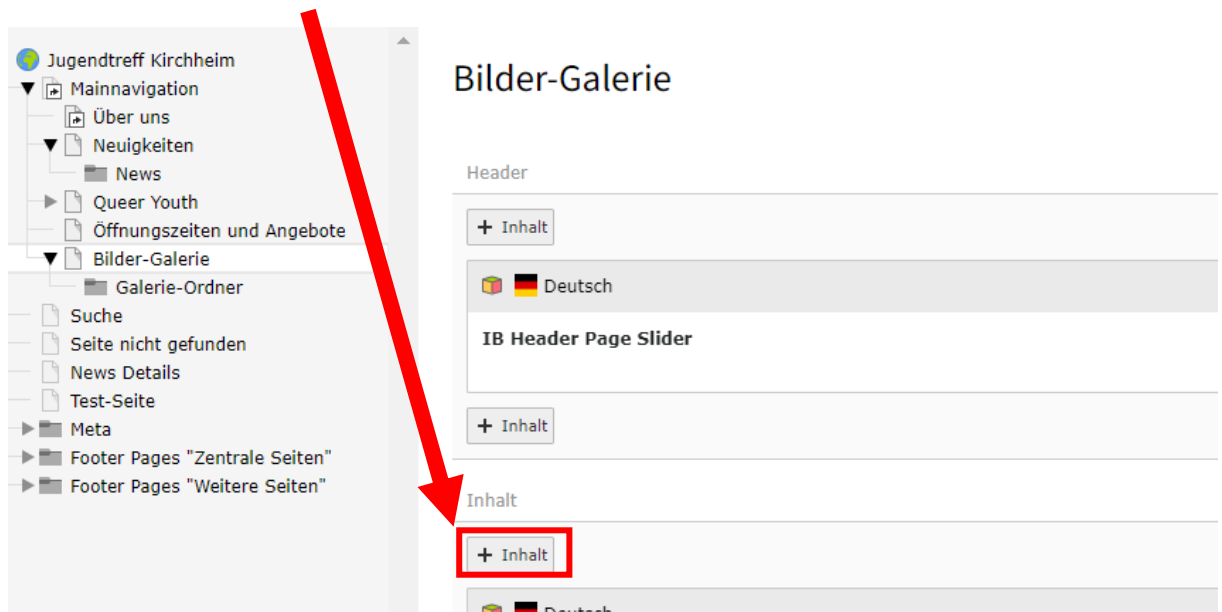 Jugendtreff Kirchheim
Mainnavigation
Über uns
Neuigkeiten
News
Queer Youth
Öffnungszeiten und Angebote
Bilder-Galerie
Galerie-Ordner
Suche
Seite nicht gefunden
News Details
Test-Seite
Meta
Footer Pages "Zentrale Seiten"
Footer Pages "Weitere Seiten"
Bilder-Galerie
Header
+ Inhalt
Deutsch
IB Header Page Slider
+ Inhalt
Inhalt
+ Inhalt
Deutsch